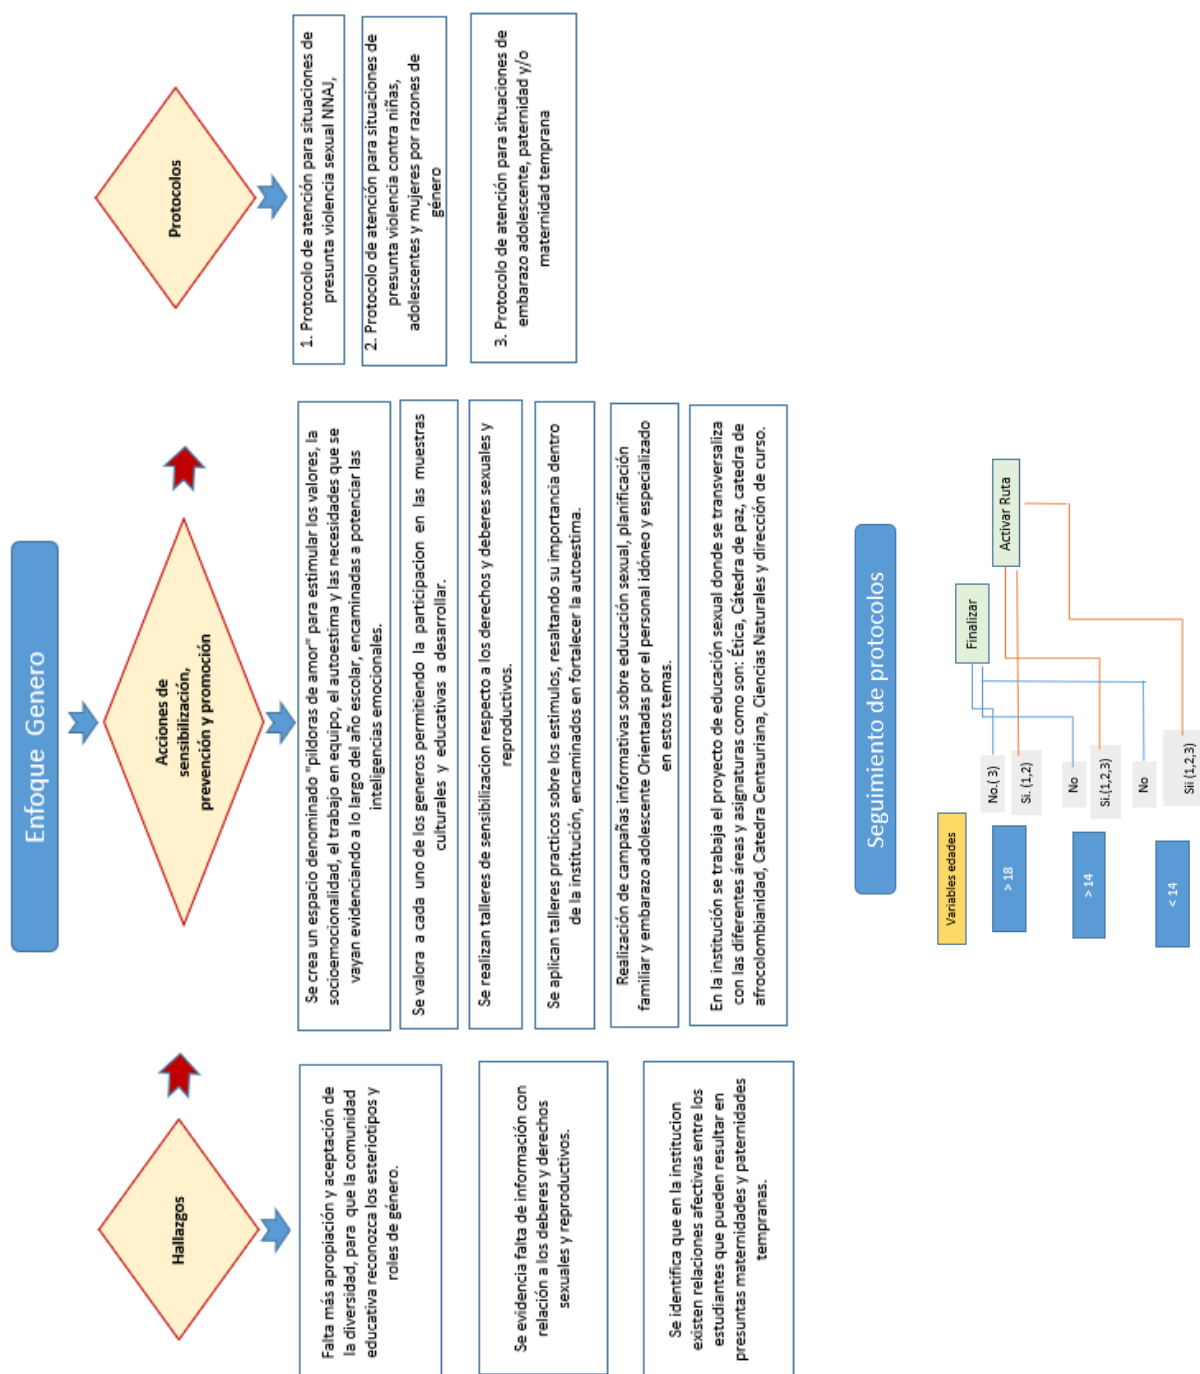 Enfoque Genero
Hallazgos
Falta más apropiación y aceptación de
la diversidad, para que la comunidad
educativa reconozca los esteriotipos y
roles de género.
Se evidencia falta de información con
relación a los deberes y derechos
sexuales y reproductivos.
Se identifica que en la institucion
existen relaciones afectivas entre los
estudiantes que pueden resultar en
presuntas maternidades y paternidades
tempranas.
Acciones de
sensibilización,
prevención y promoción
Se crea un espacio denominado "pildoras de amor" para estimular los valores, la
socioemocionalidad, el trabajo en equipo, el autoestima y las necesidades que se
vayan evidenciando a lo largo del año escolar, encaminadas a potenciar las
inteligencias emocionales.
Se valora a cada uno de los generos permitiendo la participacion en las muestras
culturales y educativas a desarrollar.
Se realizan talleres de sensibilizacion respecto a los derechos y deberes sexuales y
reproductivos.
Se aplican talleres practicos sobre los estímulos, resaltando su importancia dentro
de la institución, encaminados en fortalecer la autoestima.
Realización de campañas informativas sobre educación sexual, planificación
familiar y embarazo adolescente Orientadas por el personal idóneo y especializado
en estos temas.
En la institución se trabaja el proyecto de educación sexual donde se transversaliza
con las diferentes áreas y asignaturas como son: Ética, Cátedra de paz, catedra de
afrocolombianidad, Catedra Centauriana, Ciencias Naturales y dirección de curso.
Protocolos
1. Protocolo de atención para situaciones de
presunta violencia sexual NNAJ,
2. Protocolo de atención para situaciones de
presunta violencia contra niñas,
adolescentes y mujeres por razones de
género
3. Protocolo de atención para situaciones de
embarazo adolescente, paternidad y/o
maternidad temprana
Seguimiento de protocolos
Variables edades
> 18
No.( 3)
Si. (1,2)
> 14
No
Si.(1,2,3)
< 14
No
Sii (1,2,3)
Finalizar
Activar Ruta